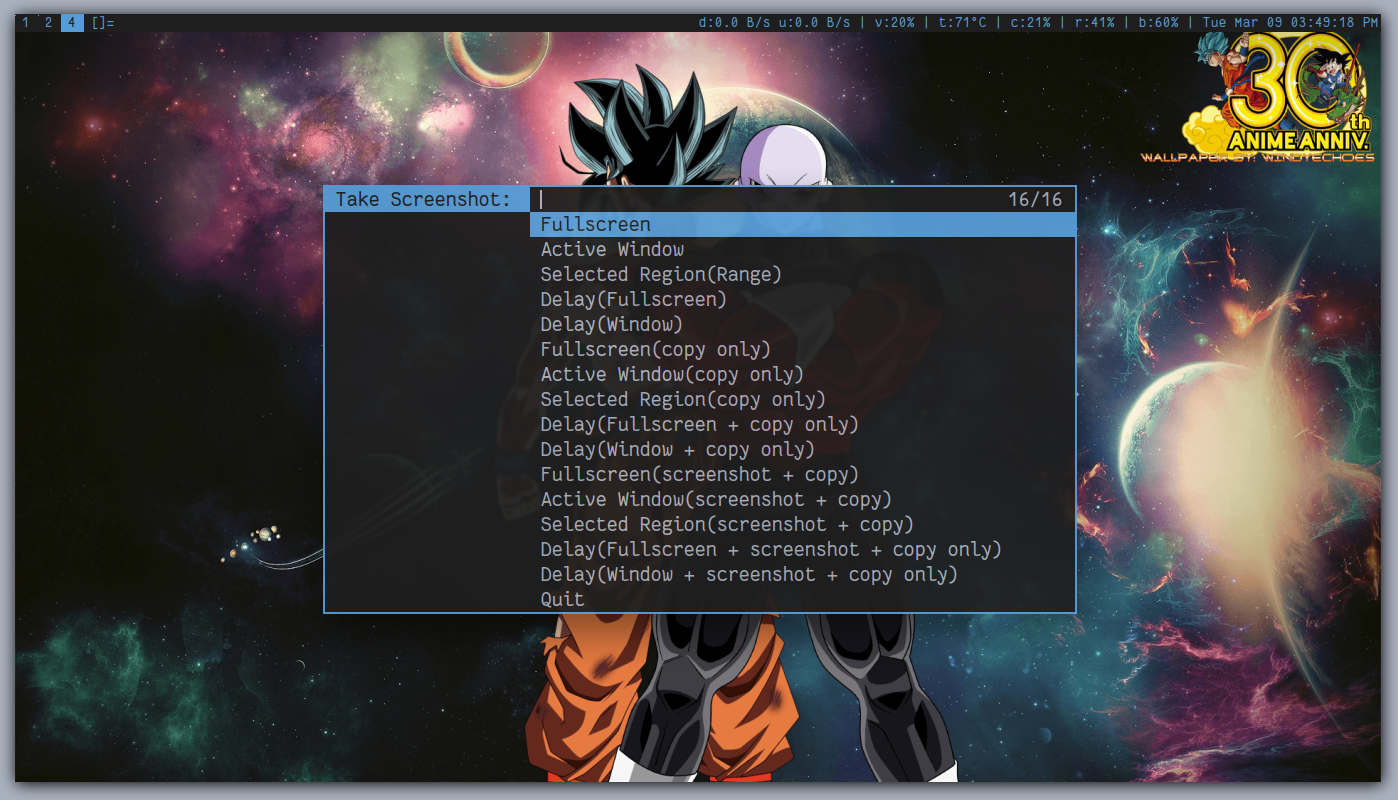 1 2 4 []= d:0.0 B/s u:0.0 B/s | v:20% | t:71°C | c:21% | r:41% | b:60% | Tue Mar 09 03:49:18 PM
30th
ANIME ANNIV.
WALLPAPER BY: WINDYECHOES
Take Screenshot: 16/16
Fullscreen
Active Window
Selected Region(Range)
Delay(Fullscreen)
Delay(Window)
Fullscreen(copy only)
Active Window(copy only)
Selected Region(copy only)
Delay(Fullscreen + copy only)
Delay(Window + copy only)
Fullscreen(screenshot + copy)
Active Window(screenshot + copy)
Selected Region(screenshot + copy)
Delay(Fullscreen + screenshot + copy only)
Delay(Window + screenshot + copy only)
Quit